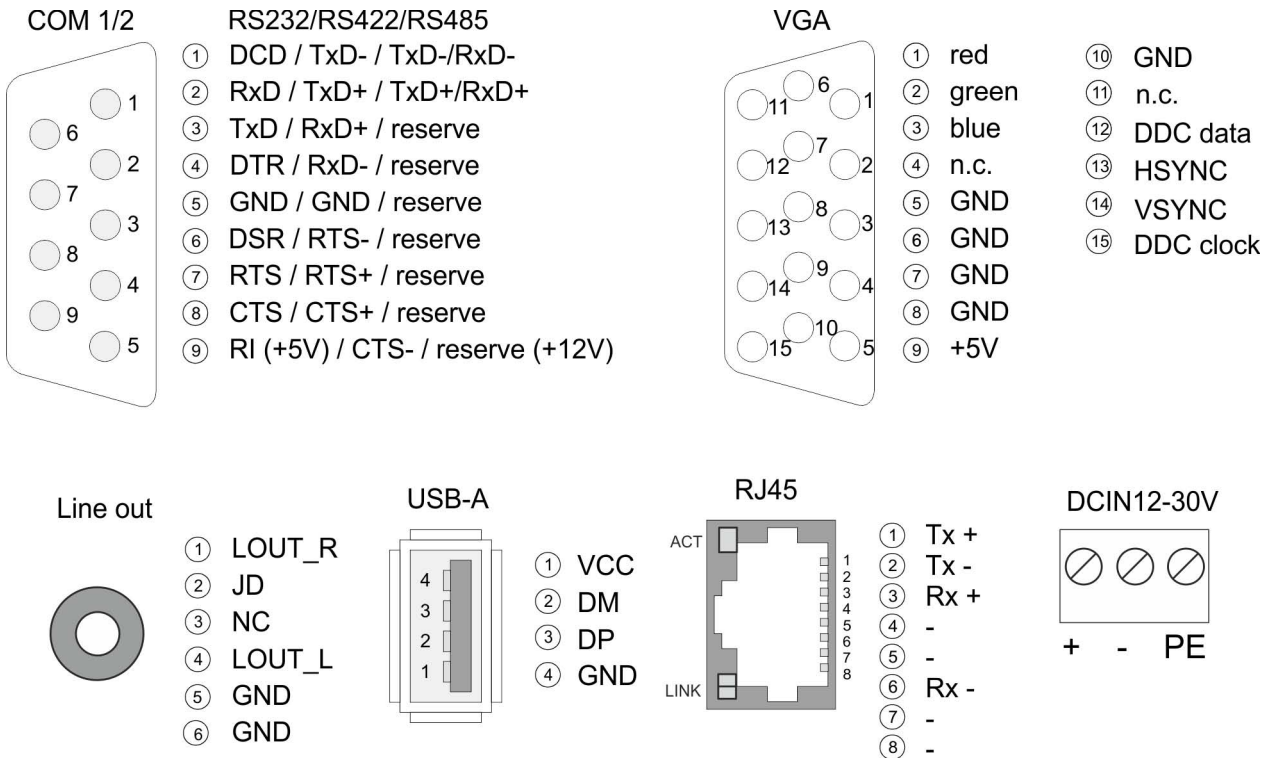 COM 1/2
RS232/RS422/RS485
1
6
2
7
3
8
4
9
5
① DCD / TxD- / TxD-/RxD-
② RxD / TxD+ / TxD+/RxD+
③ TxD / RxD+ / reserve
④ DTR / RxD- / reserve
⑤ GND / GND / reserve
⑥ DSR / RTS- / reserve
⑦ RTS / RTS+ / reserve
⑧ CTS / CTS+ / reserve
⑨ RI (+5V) / CTS- / reserve (+12V)
VGA
11 6 1
12 7 2
13 8 3
14 9 4
15 10 5
① red
② green
③ blue
④ n.c.
⑤ GND
⑥ GND
⑦ GND
⑧ GND
⑨ +5V
⑩ GND
⑪ n.c.
⑫ DDC data
⑬ HSYNC
⑭ VSYNC
⑮ DDC clock
Line out
① LOUT_R
② JD
③ NC
④ LOUT_L
⑤ GND
⑥ GND
USB-A
4
3
2
1
① VCC
② DM
③ DP
④ GND
RJ45
ACT
LINK
1
2
3
4
5
6
7
8
① Tx +
② Tx -
③ Rx +
④ -
⑤ -
⑥ Rx -
⑦ -
⑧ -
DCIN12-30V
+ - PE